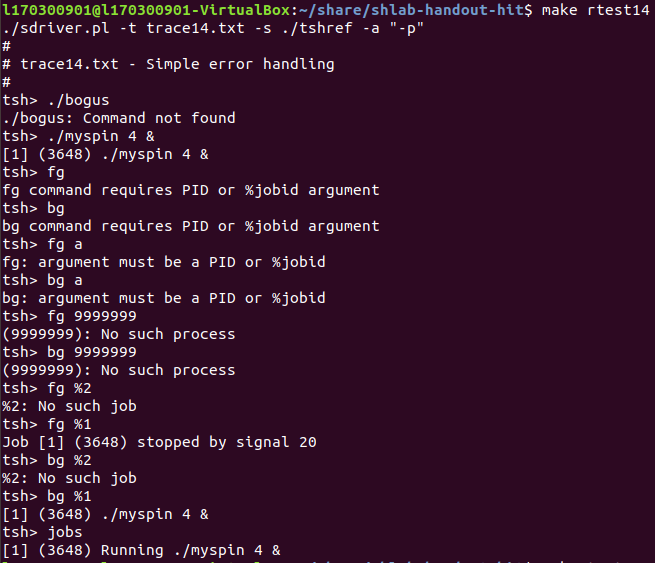 l170300901@l170300901-VirtualBox:~/share/shlab-handout-hit$ make rtest14
./sdriver.pl -t trace14.txt -s ./tshref -a "-p"
#
# trace14.txt - Simple error handling
#
tsh> ./bogus
./bogus: Command not found
tsh> ./myspin 4 &
[1] (3648) ./myspin 4 &
tsh> fg
fg command requires PID or %jobid argument
tsh> bg
bg command requires PID or %jobid argument
tsh> fg a
fg: argument must be a PID or %jobid
tsh> bg a
bg: argument must be a PID or %jobid
tsh> fg 9999999
(9999999): No such process
tsh> bg 9999999
(9999999): No such process
tsh> fg %2
%2: No such job
tsh> fg %1
Job [1] (3648) stopped by signal 20
tsh> bg %2
%2: No such job
tsh> bg %1
[1] (3648) ./myspin 4 &
tsh> jobs
[1] (3648) Running ./myspin 4 &